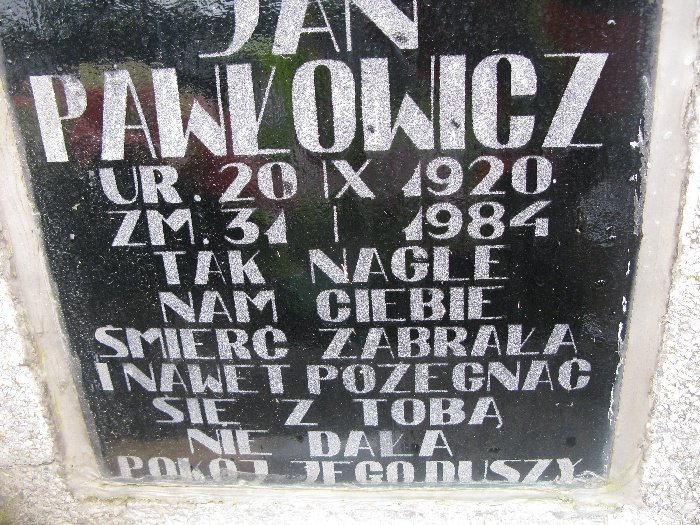 JAN
PAWŁOWICZ
UR. 20 IX 1920
ZM. 31 I 1984
TAK NAGLE
NAM CIEBIE
ŚMIERĆ ZABRAŁA
I NAWET POŻEGNAĆ
SIĘ Z TOBĄ
NIE DAŁA
POKÓJ JEGO DUSZY